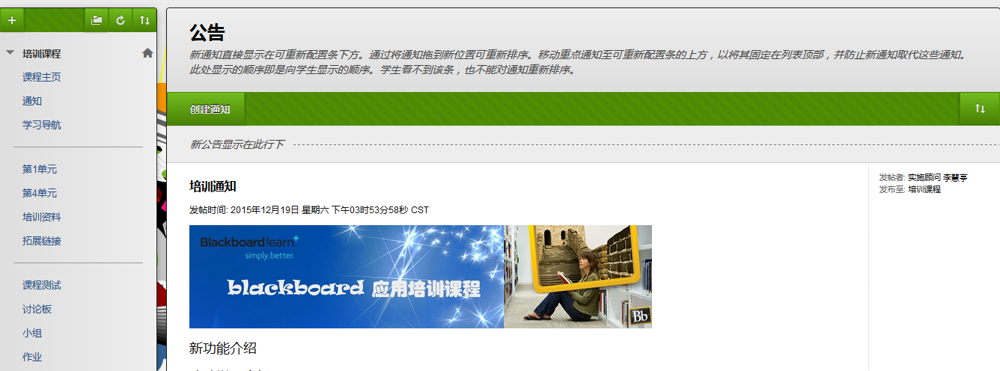 培训课程
课程主页
通知
学习导航
第1单元
第4单元
培训资料
拓展链接
课程测试
讨论板
小组
作业
公告
新通知直接显示在可重新配置条下方。通过将通知拖到新位置可重新排序。移动重点通知至可重新配置条的上方，以将其固定在列表顶部，并防止新通知取代这些通知。
此处显示的顺序即是向学生显示的顺序。学生看不到该条，也不能对通知重新排序。
创建通知
新公告显示在此行下
培训通知
发帖时间: 2015年12月19日 星期六 下午03时53分58秒 CST
Blackboard learn+
simply.better.
blackboard 应用培训课程
Bb
新功能介绍
发帖者: 实施顾问 李慧亭
发布至: 培训课程